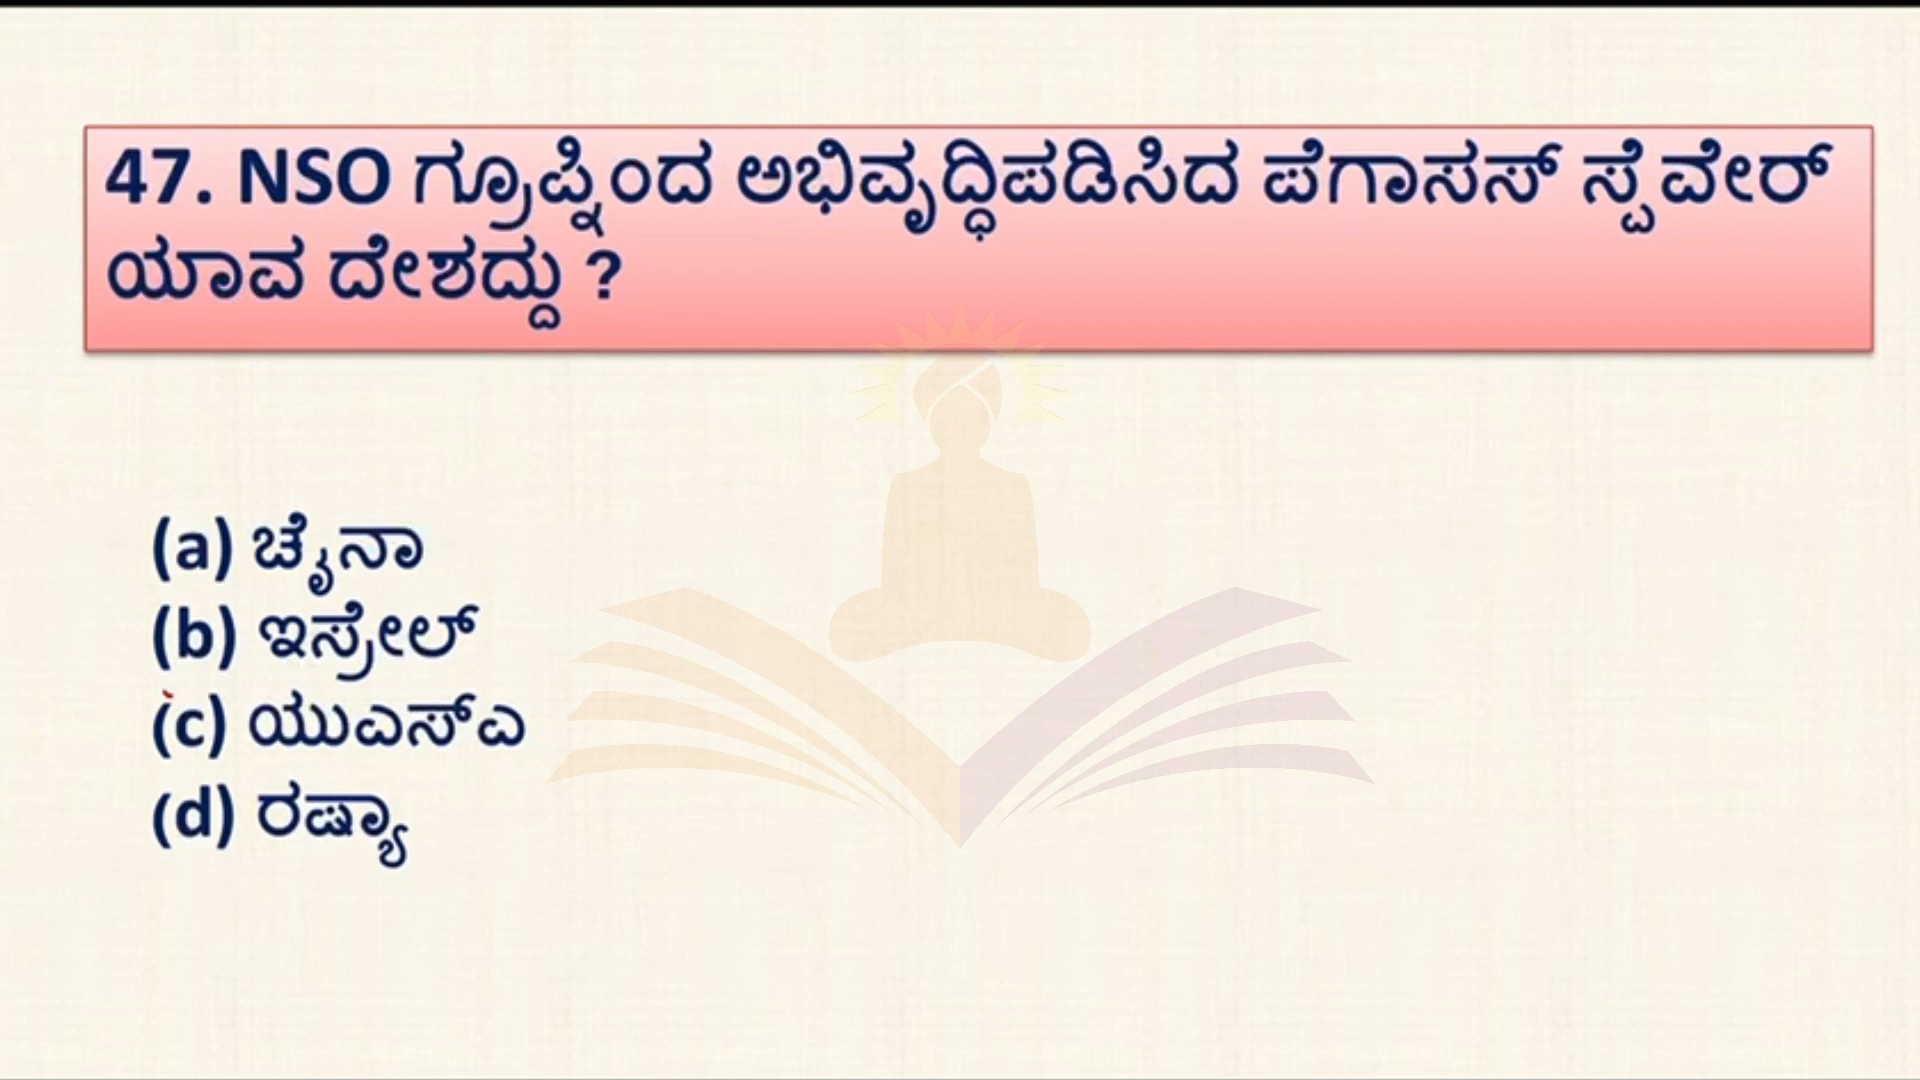 47. NSO ಗ್ರೂಪ್ನಿಂದ ಅಭಿವೃದ್ಧಿಪಡಿಸಿದ ಪೆಗಾಸಸ್ ಸ್ಪೆವೇರ್
ಯಾವ ದೇಶದ್ದು ?
(a) ಚೈನಾ
(b) ಇಸ್ರೇಲ್
(c) ಯುಎಸ್ಎ
(d) ರಷ್ಯಾ